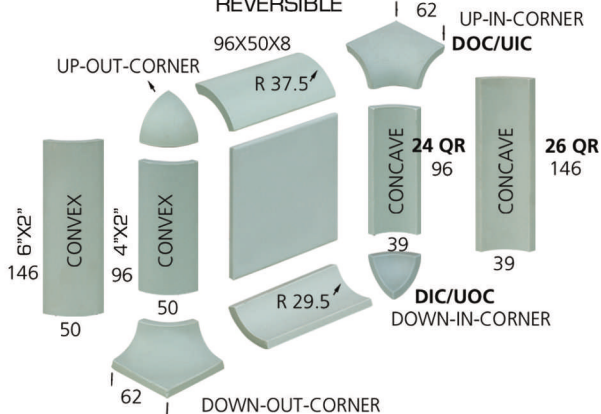 REVERSIBLE
62
UP-IN-CORNER
DOC/UIC
96X50X8
UP-OUT-CORNER
R 37.5
CONCAVE
24 QR
96
26 QR
146
6"X2"
146
CONVEX
4"X2"
96
CONVEX
39
39
50
50
R 29.5
DIC/UOC
DOWN-IN-CORNER
62
DOWN-OUT-CORNER